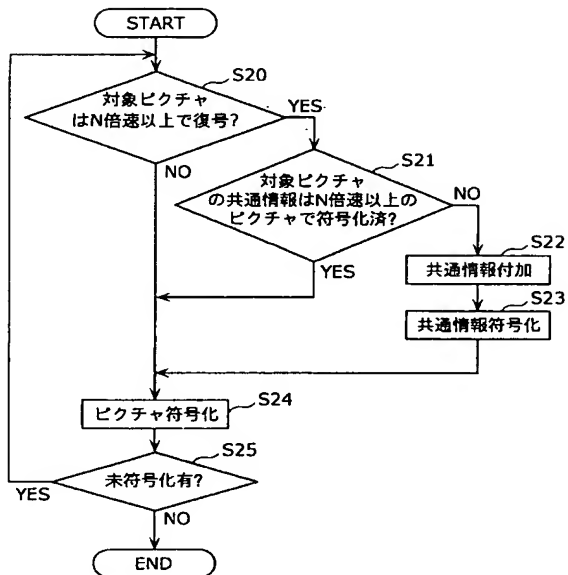 START
S20
対象ピクチャ
はN倍速以上で復号?
YES
NO
S21
対象ピクチャ
の共通情報はN倍速以上の
ピクチャで符号化済?
NO
YES
S22
共通情報付加
S23
共通情報符号化
S24
ピクチャ符号化
S25
未符号化有?
YES
NO
END